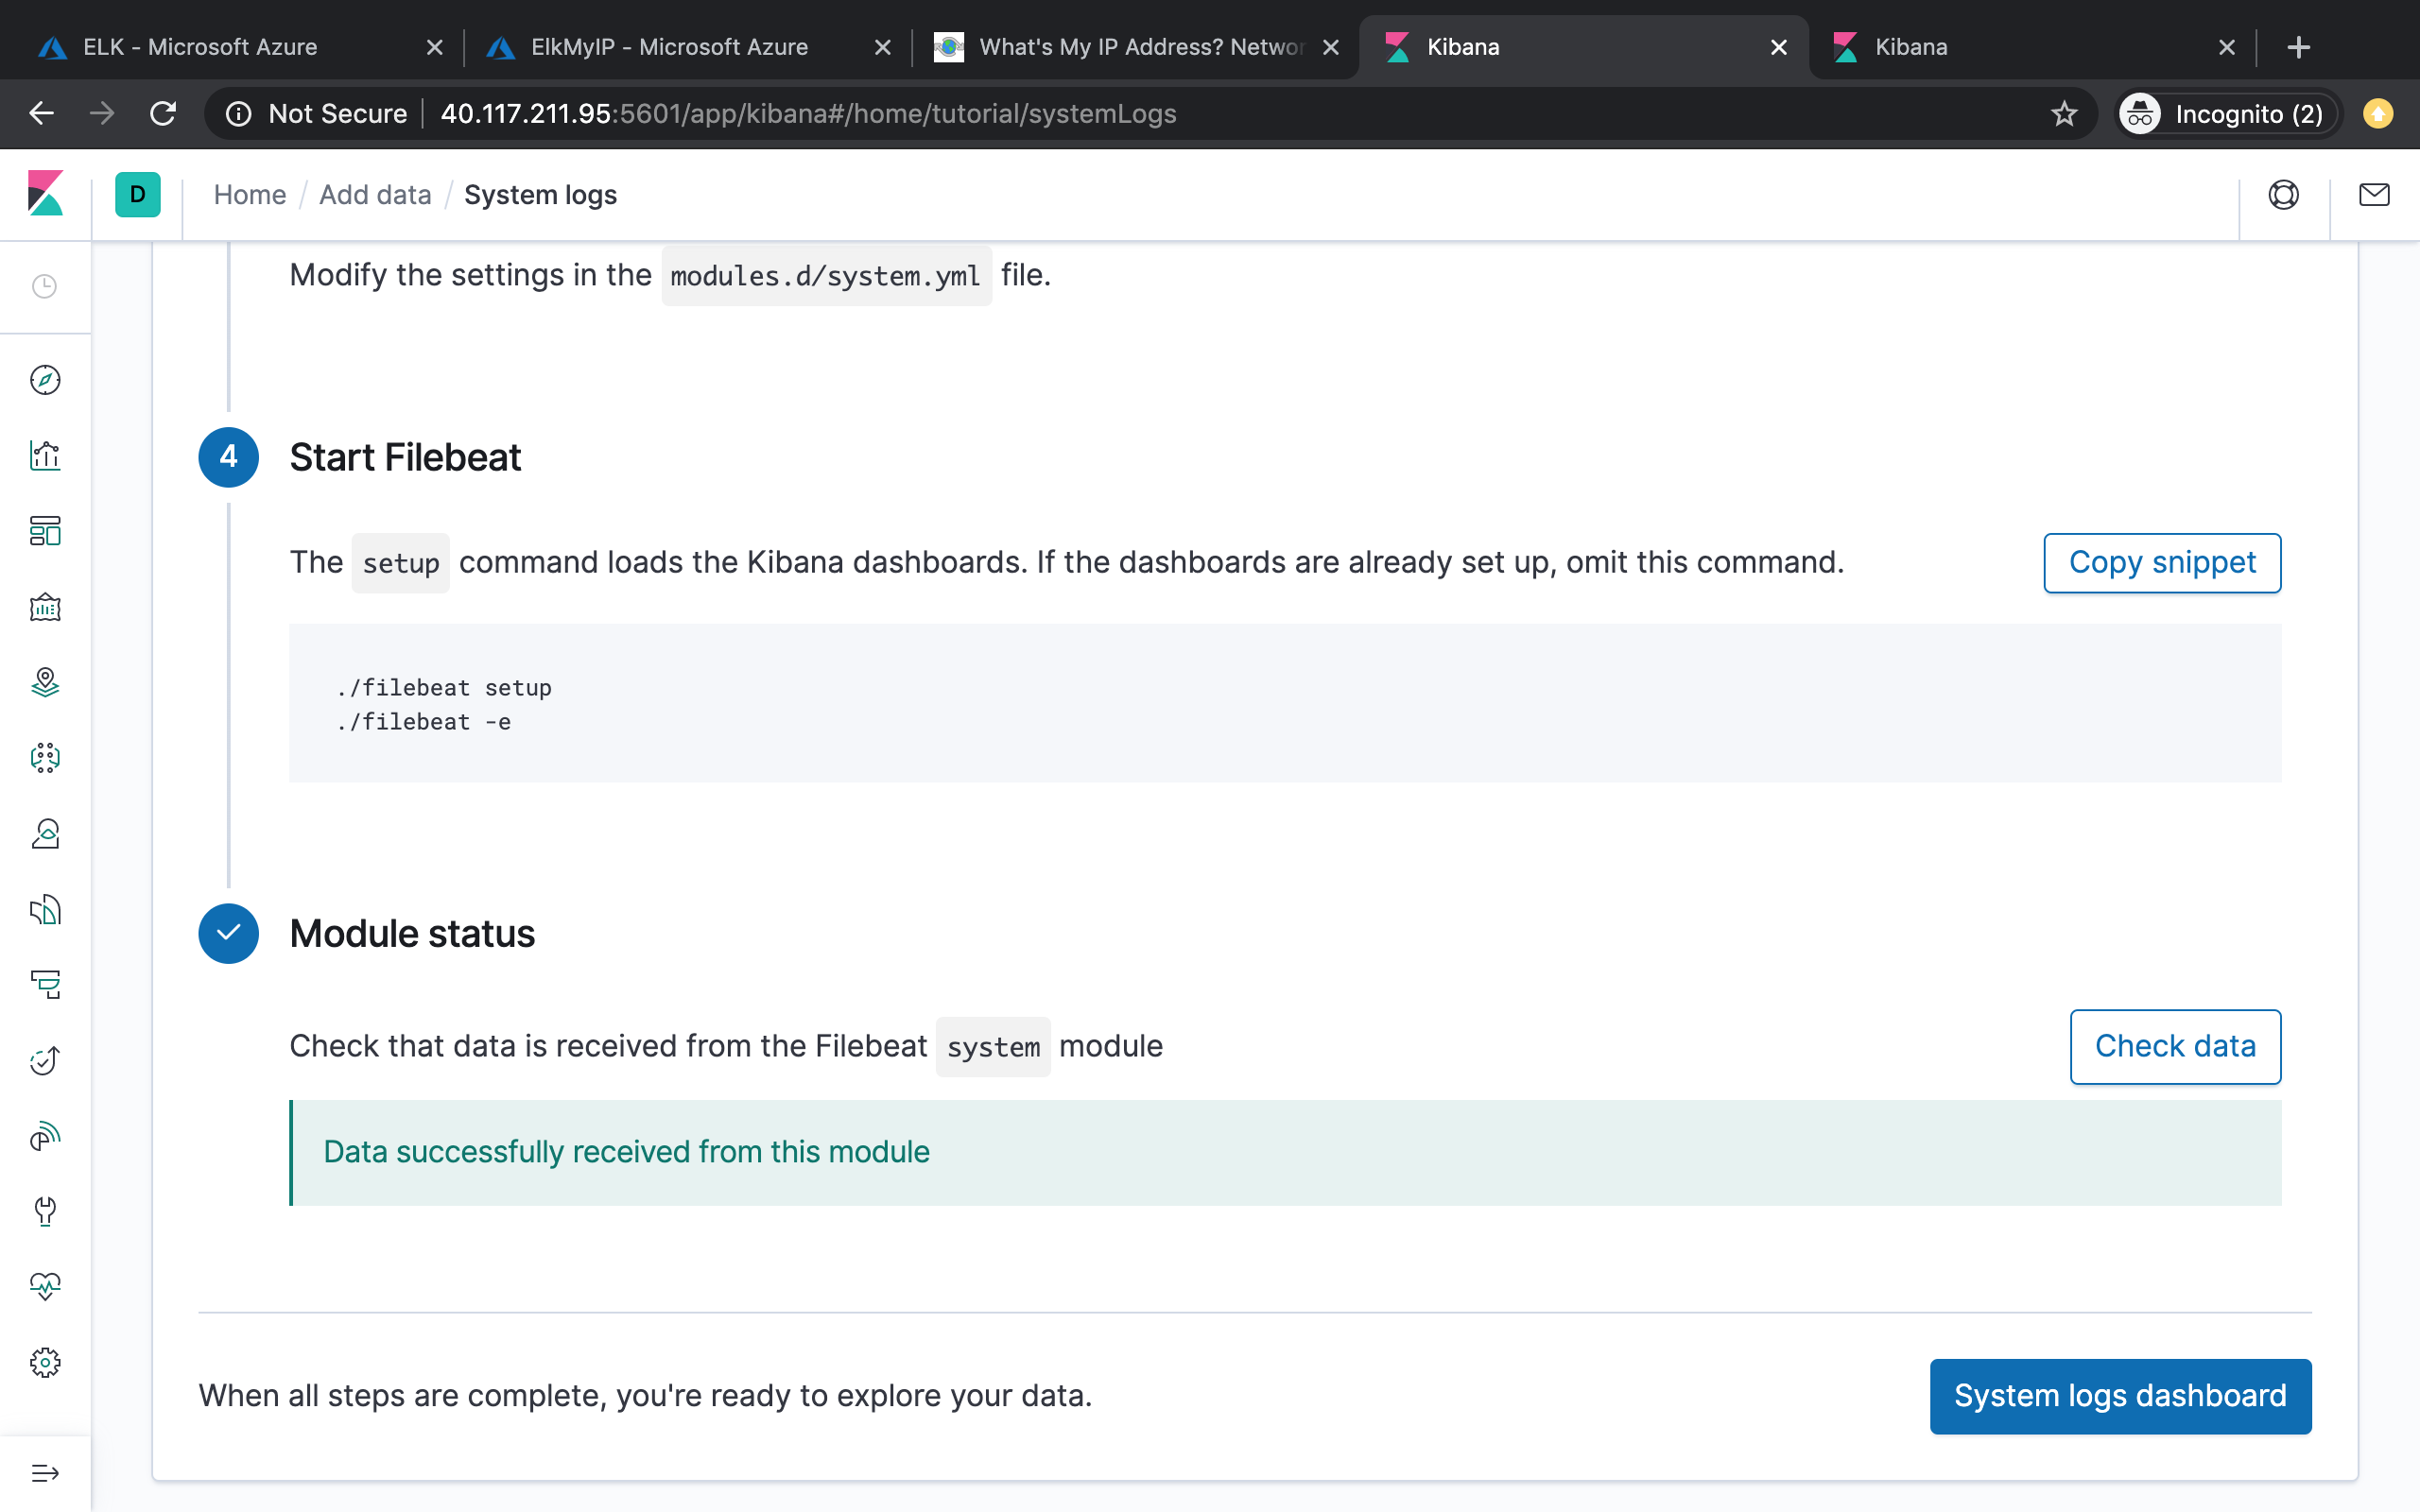 ELK - Microsoft Azure
ElkMyIP - Microsoft Azure
What's My IP Address? Networ
Kibana
Kibana
Not Secure
40.117.211.95:5601/app/kibana#/home/tutorial/systemLogs
Incognito (2)
D
Home / Add data / System logs
Modify the settings in the modules.d/system.yml file.
4
Start Filebeat
The setup command loads the Kibana dashboards. If the dashboards are already set up, omit this command.
Copy snippet
./filebeat setup
./filebeat -e
Module status
Check that data is received from the Filebeat system module
Check data
Data successfully received from this module
When all steps are complete, you're ready to explore your data.
System logs dashboard